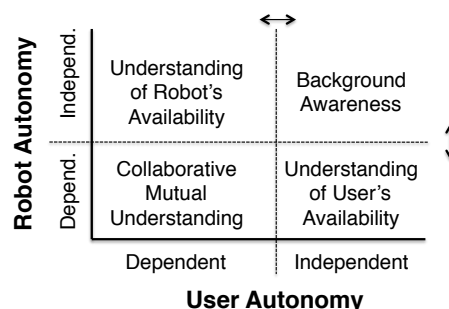 Robot Autonomy
Independ.
Depend.
Understanding
of Robot's
Availability
Background
Awareness
Collaborative
Mutual
Understanding
Understanding
of User's
Availability
Dependent
Independent
User Autonomy